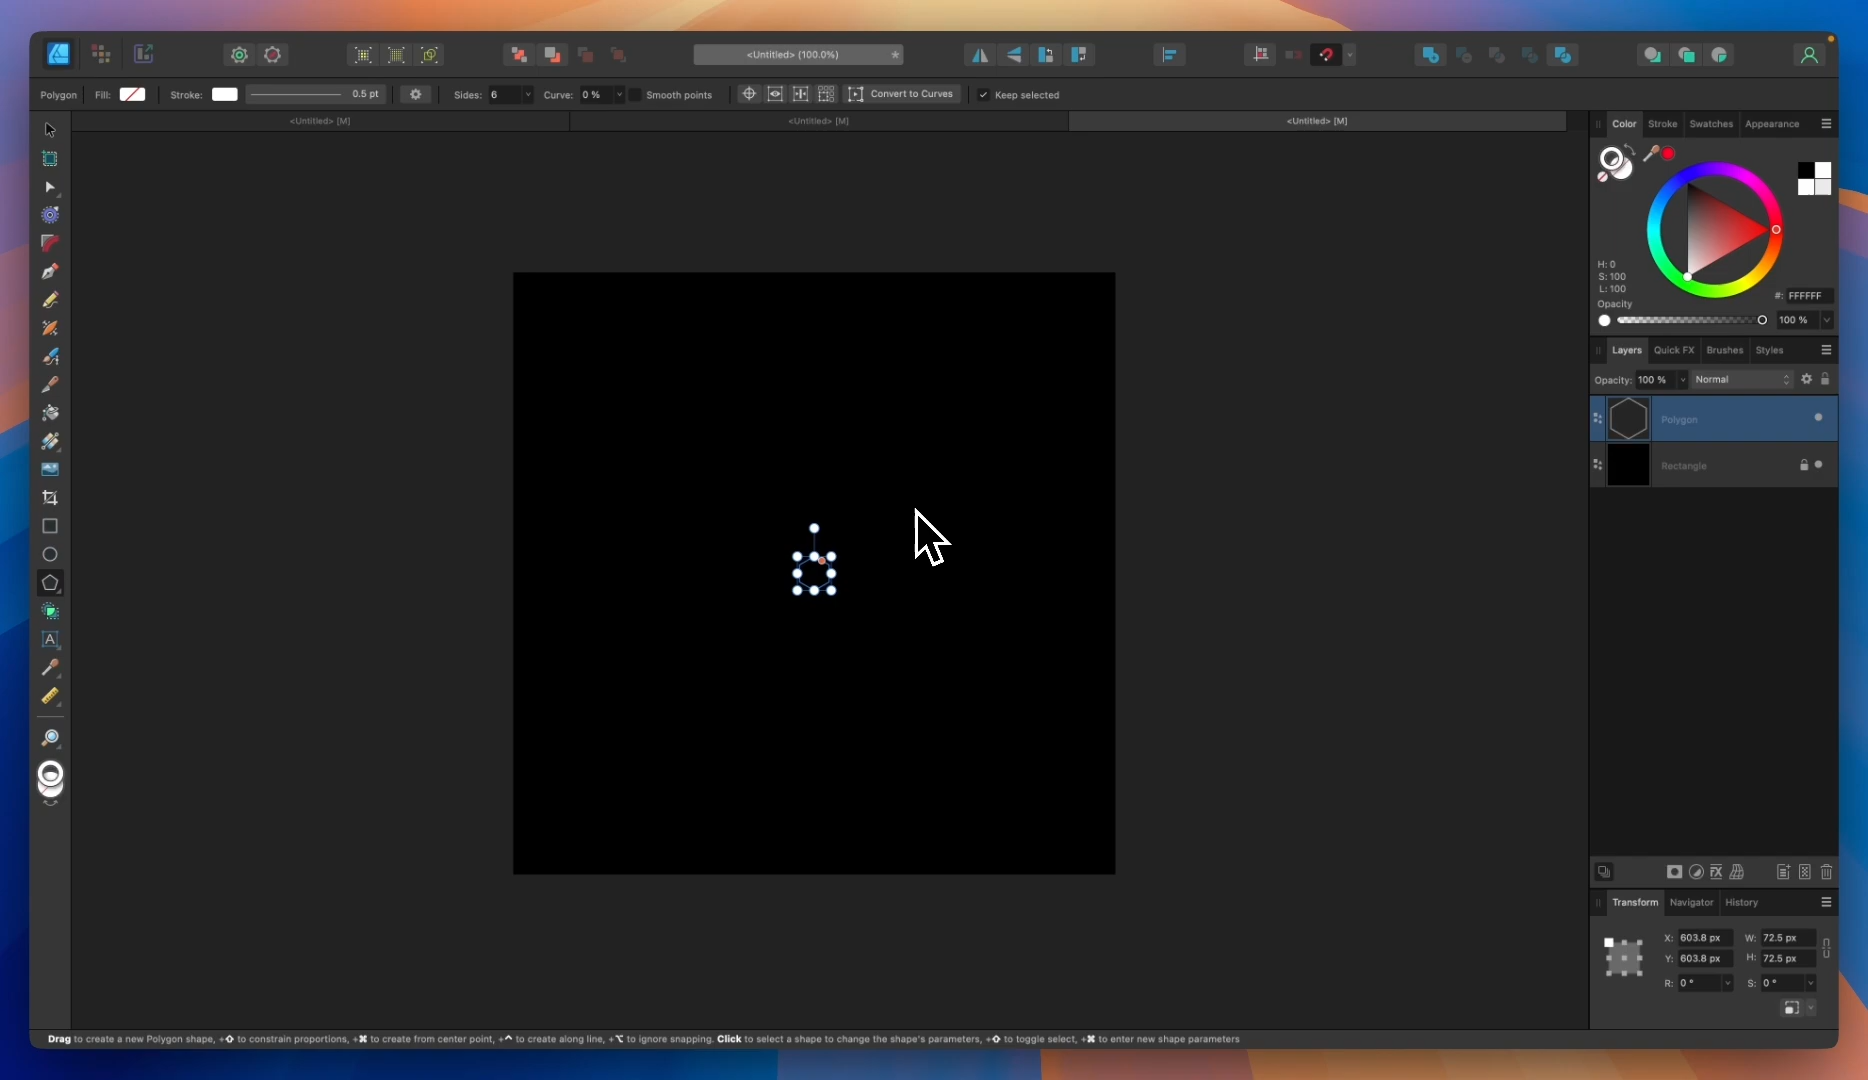 <Untitled> (100.0%)
*
Polygon
Fill:
Stroke:
0.5 pt
Sides: 6
Curve: 0 %
Smooth points
Convert to Curves
Keep selected
<Untitled> [M]
<Untitled> [M]
<Untitled> [M]
Color
Stroke
Swatches
Appearance
H: 0
S: 100
L: 100
#: FFFFFF
Opacity
100 %
Layers
Quick FX
Brushes
Styles
Opacity: 100 %
Normal
Polygon
Rectangle
A
FX
Transform
Navigator
History
X: 603.8 px
W: 72.5 px
Y: 603.8 px
H: 72.5 px
R: 0 °
S: 0 °
Drag to create a new Polygon shape, +⇧ to constrain proportions, +⌘ to create from center point, +^ to create along line, +⌥ to ignore snapping. Click to select a shape to change the shape's parameters, +⇧ to toggle select, +⌘ to enter new shape parameters